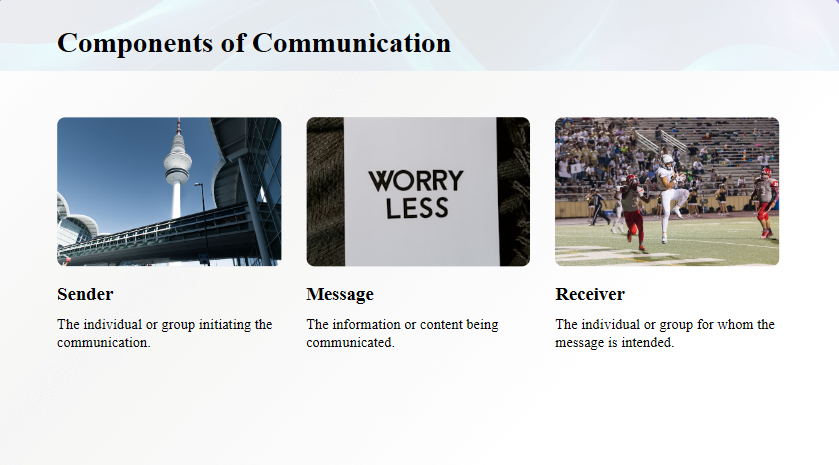 Components of Communication
WORRY
LESS
Sender
The individual or group initiating the
communication.
Message
The information or content being
communicated.
Receiver
The individual or group for whom the
message is intended.